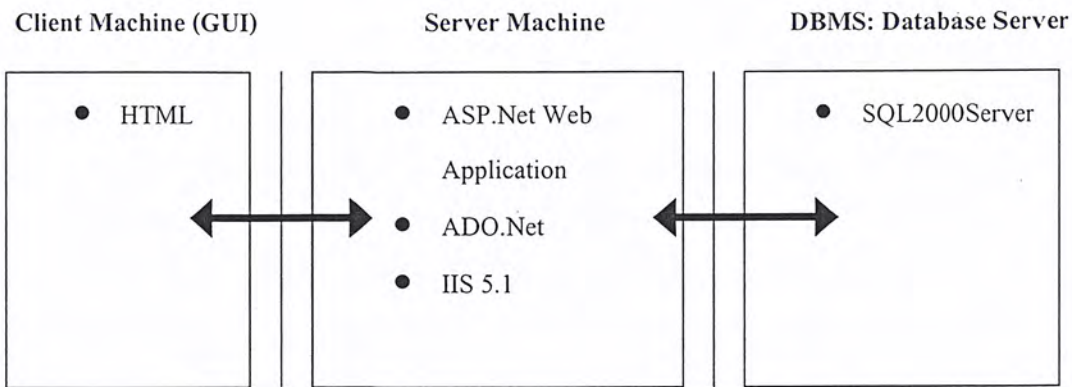 Client Machine (GUI)
Server Machine
DBMS: Database Server
● HTML
● ASP.Net Web
Application
● ADO.Net
● IIS 5.1
● SQL2000Server